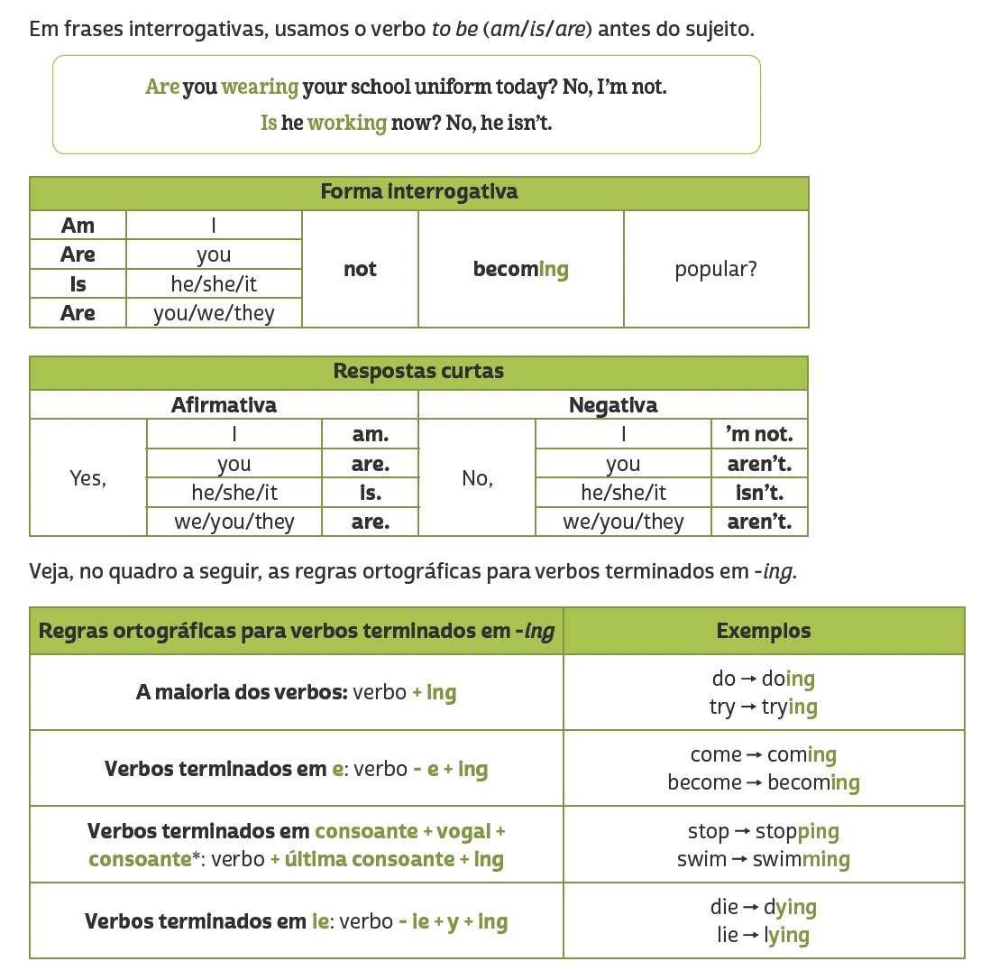 Em frases interrogativas, usamos o verbo to be (am/is/are) antes do sujeito.
Are you wearing your school uniform today? No, I’m not.
Is he working now? No, he isn’t.
Forma interrogativa
Am I
Are you
not becoming popular?
Is he/she/it
Are you/we/they
Respostas curtas
Afirmativa Negativa
I am. I ’m not.
you are. you aren’t.
Yes, No,
he/she/it is. he/she/it isn’t.
we/you/they are. we/you/they aren’t.
Veja, no quadro a seguir, as regras ortográficas para verbos terminados em -ing.
Regras ortográficas para verbos terminados em -ing Exemplos
A maioria dos verbos: verbo + ing
do → doing
try → trying
Verbos terminados em e: verbo - e + ing
come → coming
become → becoming
Verbos terminados em consoante + vogal +
consoante*: verbo + última consoante + ing
stop → stopping
swim → swimming
Verbos terminados em ie: verbo - ie + y + ing
die → dying
lie → lying